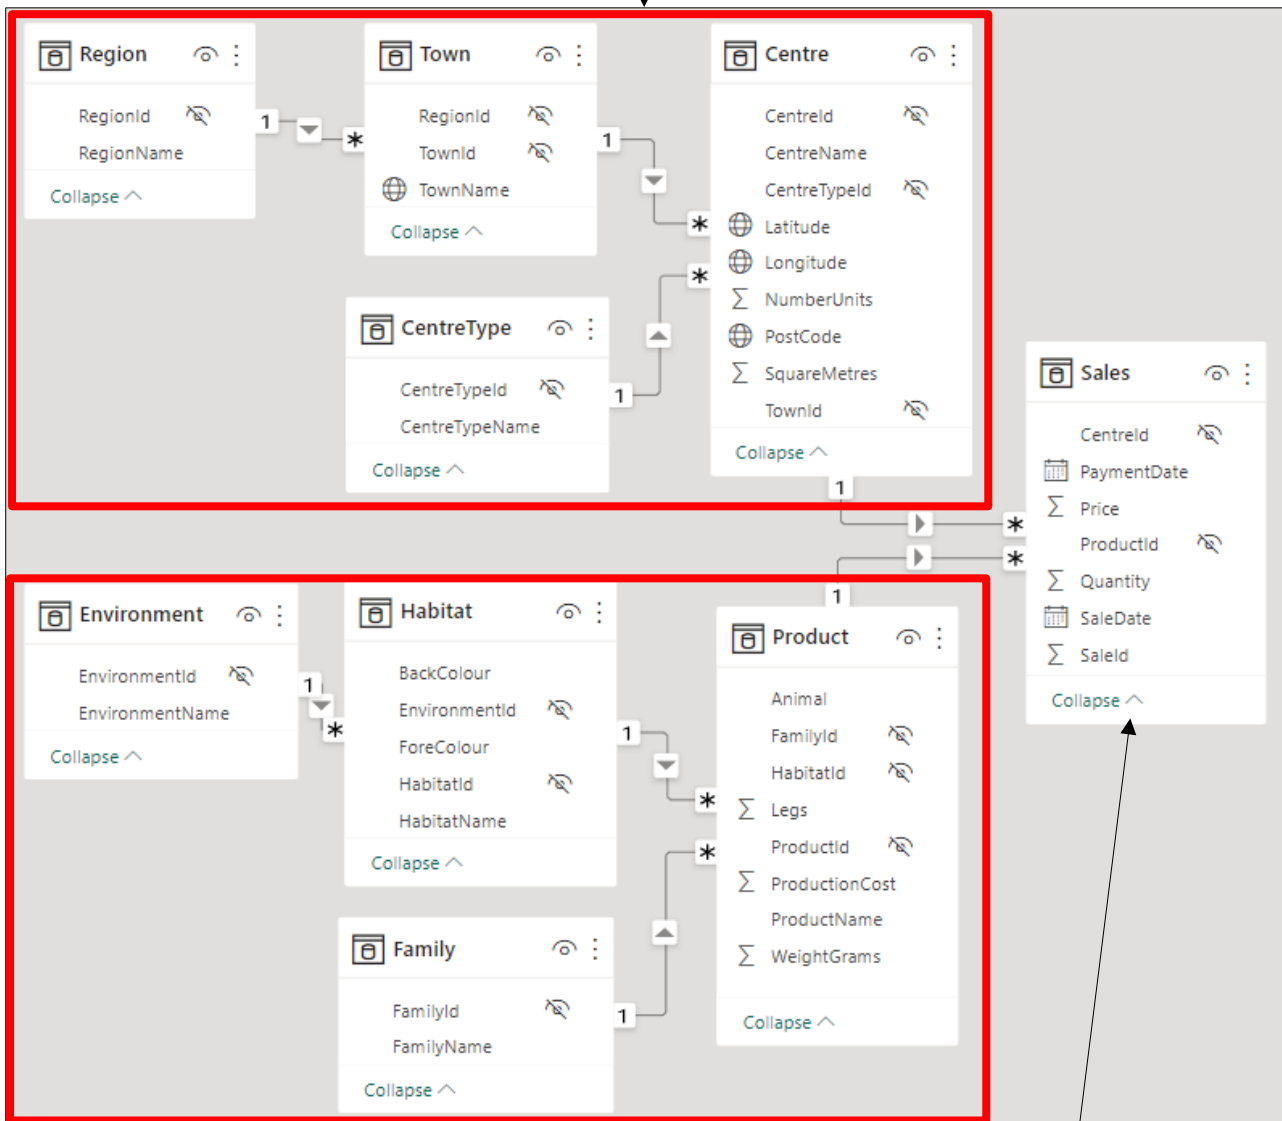 Region
RegionId
RegionName
Collapse
1
*
Town
RegionId
TownId
TownName
Collapse
1
*
CentreType
CentreTypeId
CentreTypeName
Collapse
1
*
Centre
CentreId
CentreName
CentreTypeId
Latitude
Longitude
NumberUnits
PostCode
SquareMetres
TownId
Collapse
1
*
Sales
CentreId
PaymentDate
Price
ProductId
Quantity
SaleDate
SaleId
Collapse
Environment
EnvironmentId
EnvironmentName
Collapse
1
*
Habitat
BackColour
EnvironmentId
ForeColour
HabitatId
HabitatName
Collapse
1
*
Family
FamilyId
FamilyName
Collapse
1
*
Product
Animal
FamilyId
HabitatId
Legs
ProductId
ProductionCost
ProductName
WeightGrams
Collapse
1
*